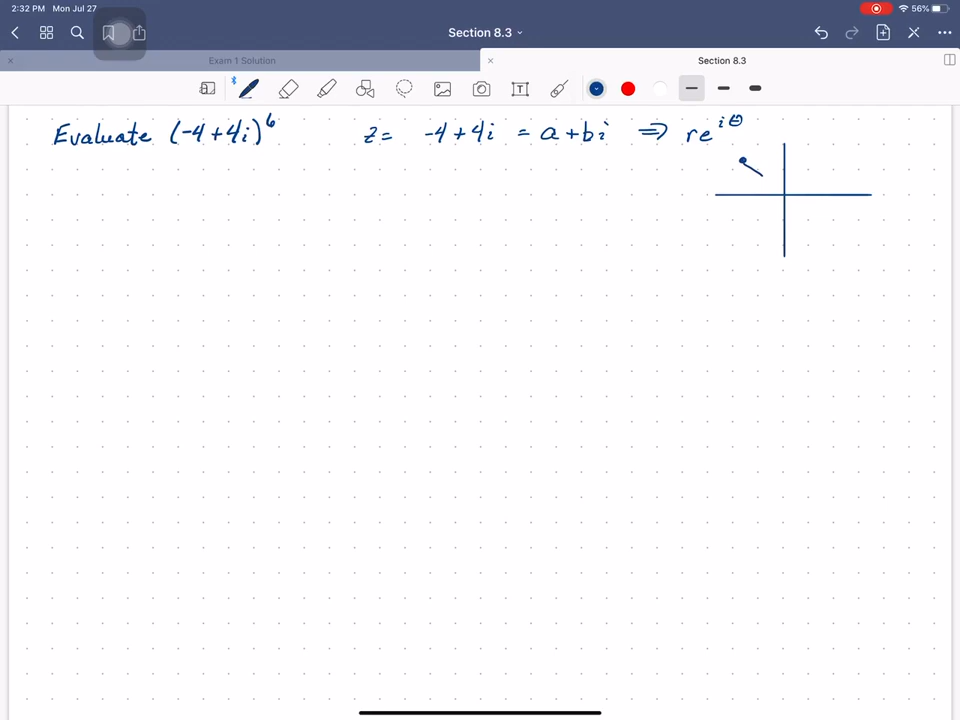 2:32 PM Mon Jul 27
56%
Section 8.3
Exam 1 Solution
Section 8.3
Evaluate (-4+4i)^6 z = -4+4i = a+bi ⇒ re^{iθ}